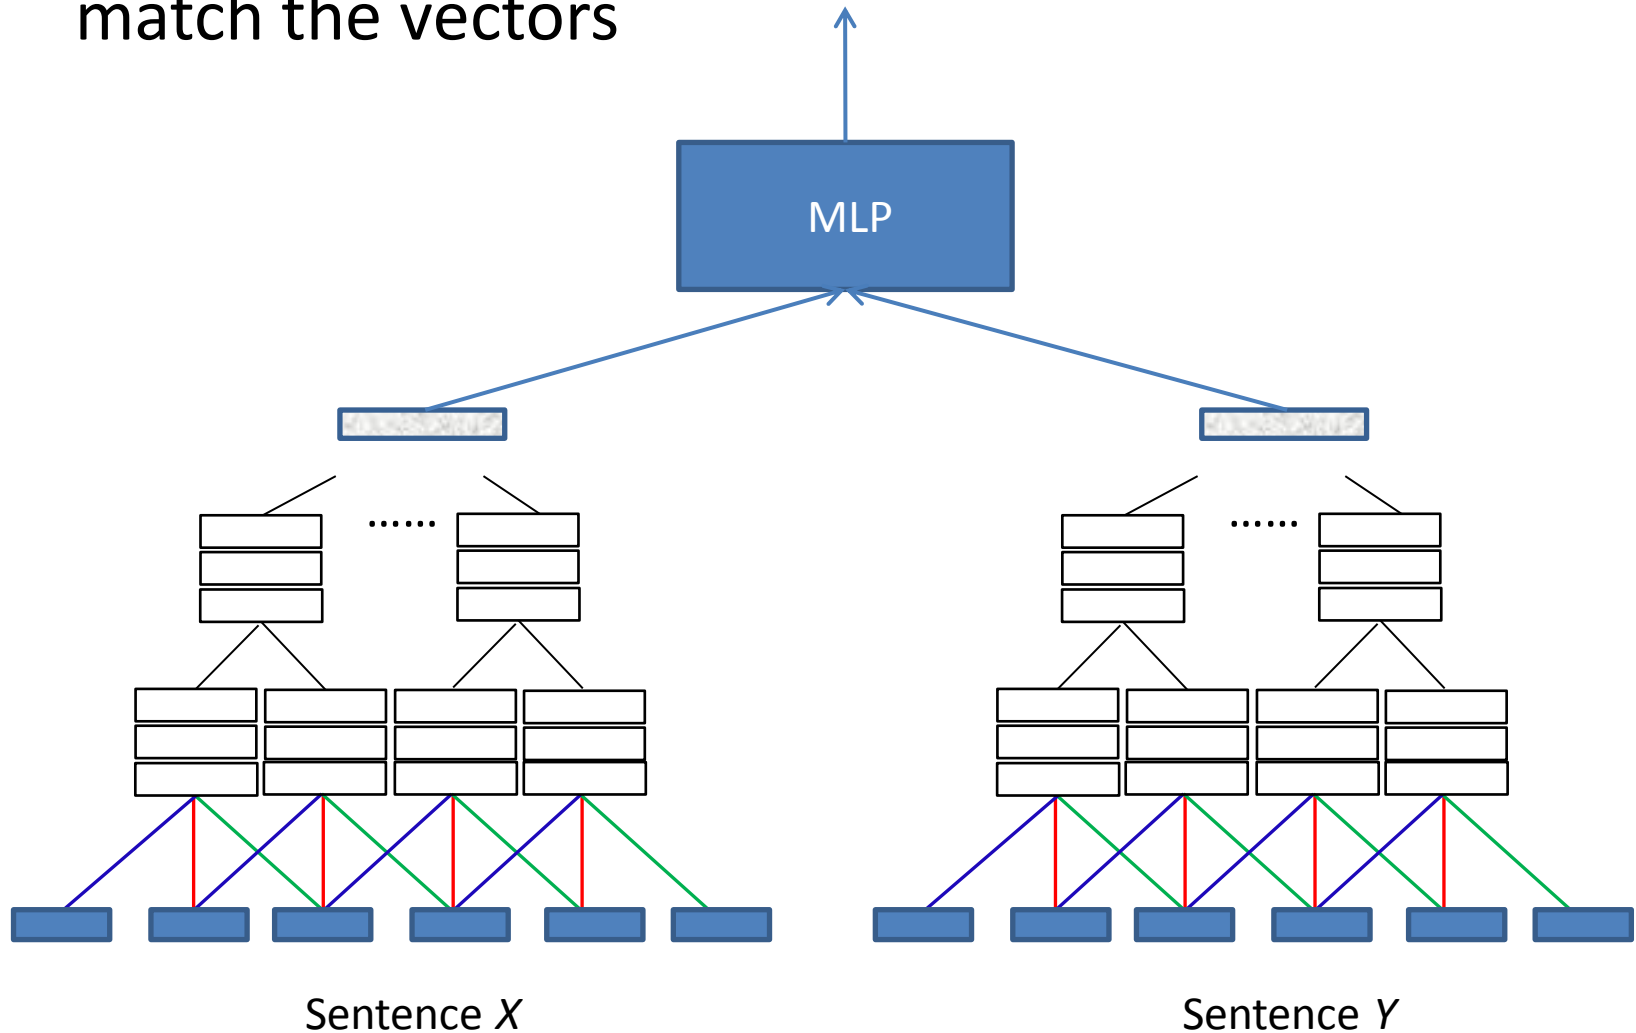 match the vectors
MLP
......
......
Sentence X
Sentence Y